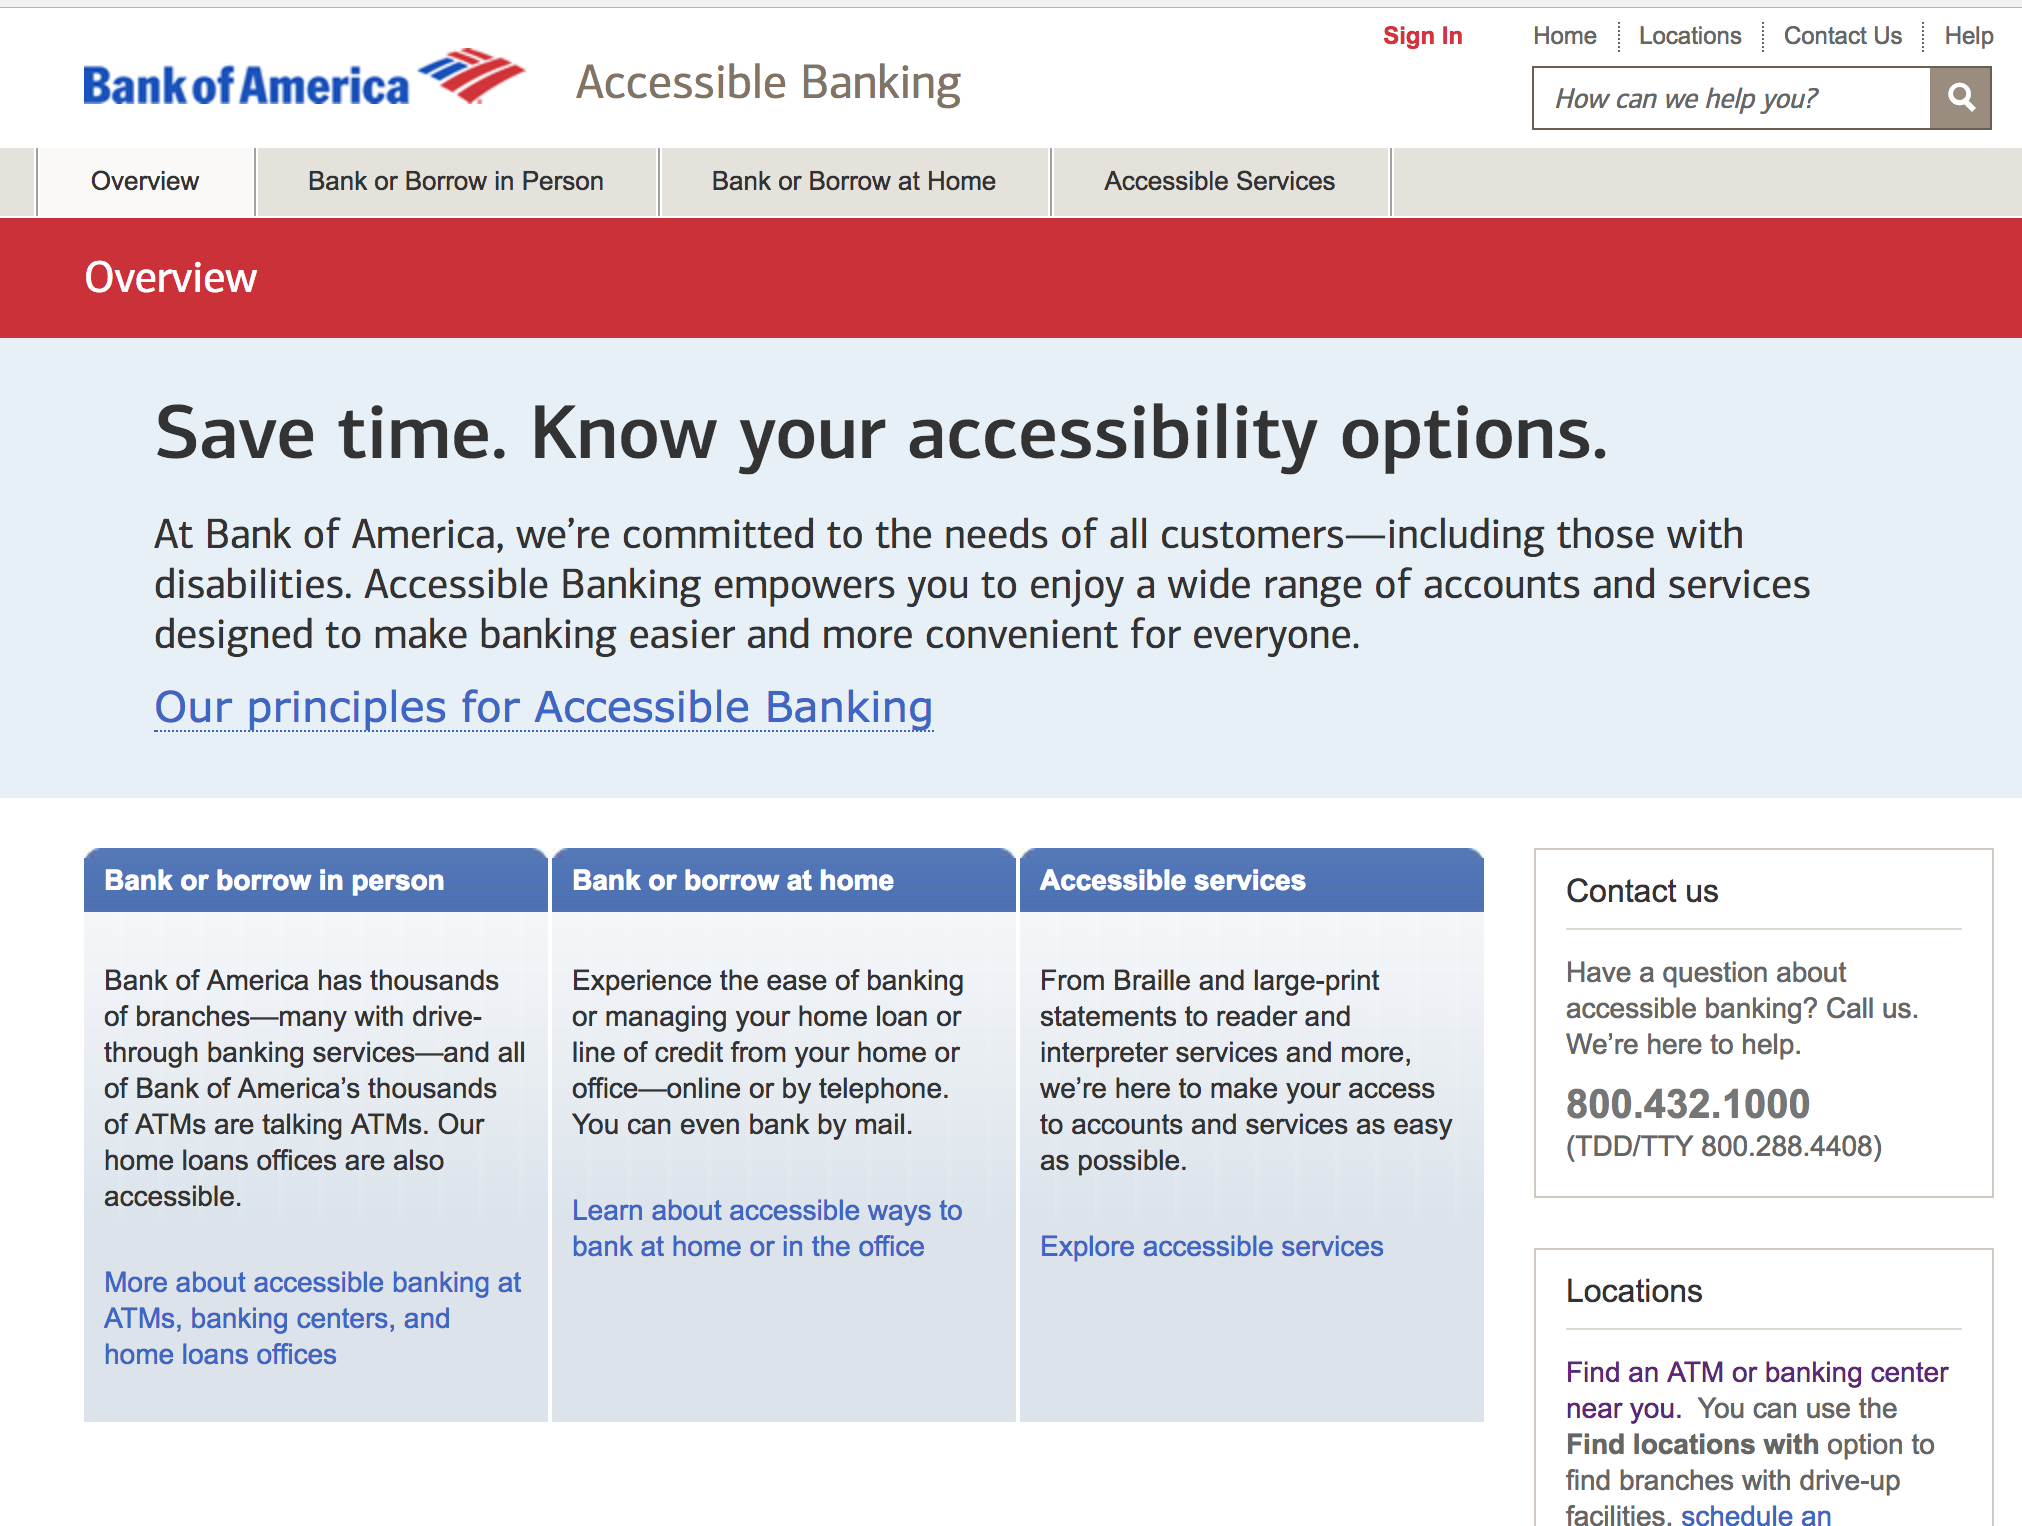 Sign In
Home
Locations
Contact Us
Help
Bank of America
Accessible Banking
How can we help you?
Overview
Bank or Borrow in Person
Bank or Borrow at Home
Accessible Services
Overview
Save time. Know your accessibility options.
At Bank of America, we’re committed to the needs of all customers—including those with
disabilities. Accessible Banking empowers you to enjoy a wide range of accounts and services
designed to make banking easier and more convenient for everyone.
Our principles for Accessible Banking
Bank or borrow in person
Bank of America has thousands
of branches—many with drive-
through banking services—and all
of Bank of America’s thousands
of ATMs are talking ATMs. Our
home loans offices are also
accessible.
More about accessible banking at
ATMs, banking centers, and
home loans offices
Bank or borrow at home
Experience the ease of banking
or managing your home loan or
line of credit from your home or
office—online or by telephone.
You can even bank by mail.
Learn about accessible ways to
bank at home or in the office
Accessible services
From Braille and large-print
statements to reader and
interpreter services and more,
we’re here to make your access
to accounts and services as easy
as possible.
Explore accessible services
Contact us
Have a question about
accessible banking? Call us.
We’re here to help.
800.432.1000
(TDD/TTY 800.288.4408)
Locations
Find an ATM or banking center
near you. You can use the
Find locations with option to
find branches with drive-up
facilities, schedule an